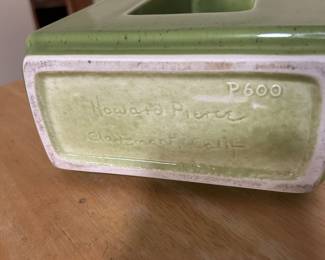 P600
Howard Pierce
Claremont, Calif